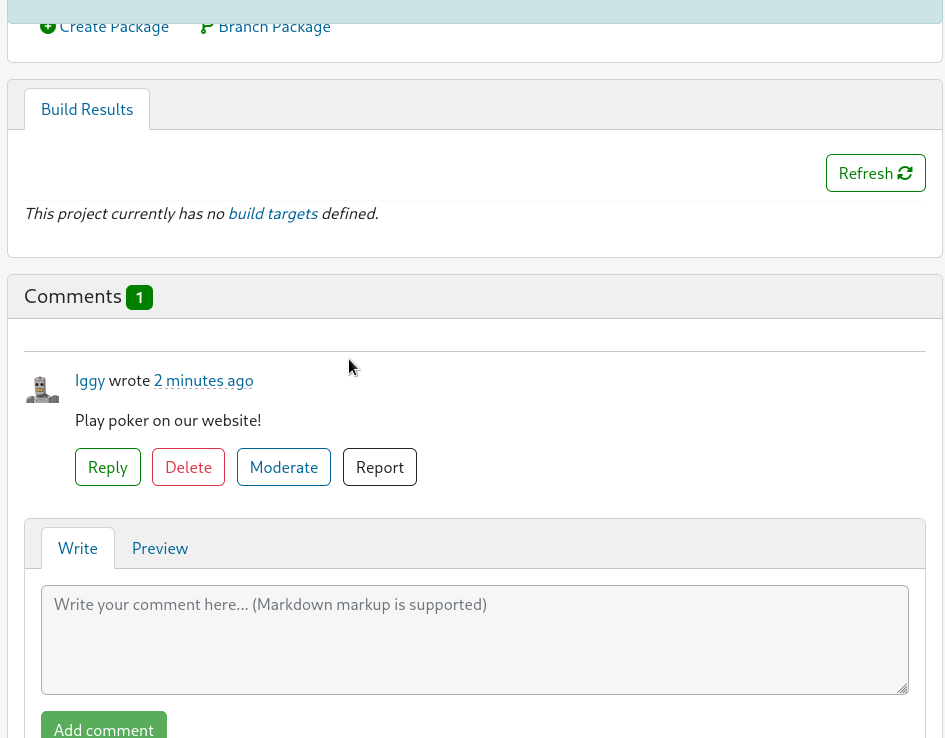 Create Package Branch Package
Build Results
Refresh
This project currently has no build targets defined.
Comments 1
Iggy wrote 2 minutes ago
Play poker on our website!
Reply Delete Moderate Report
Write Preview
Write your comment here... (Markdown markup is supported)
Add comment